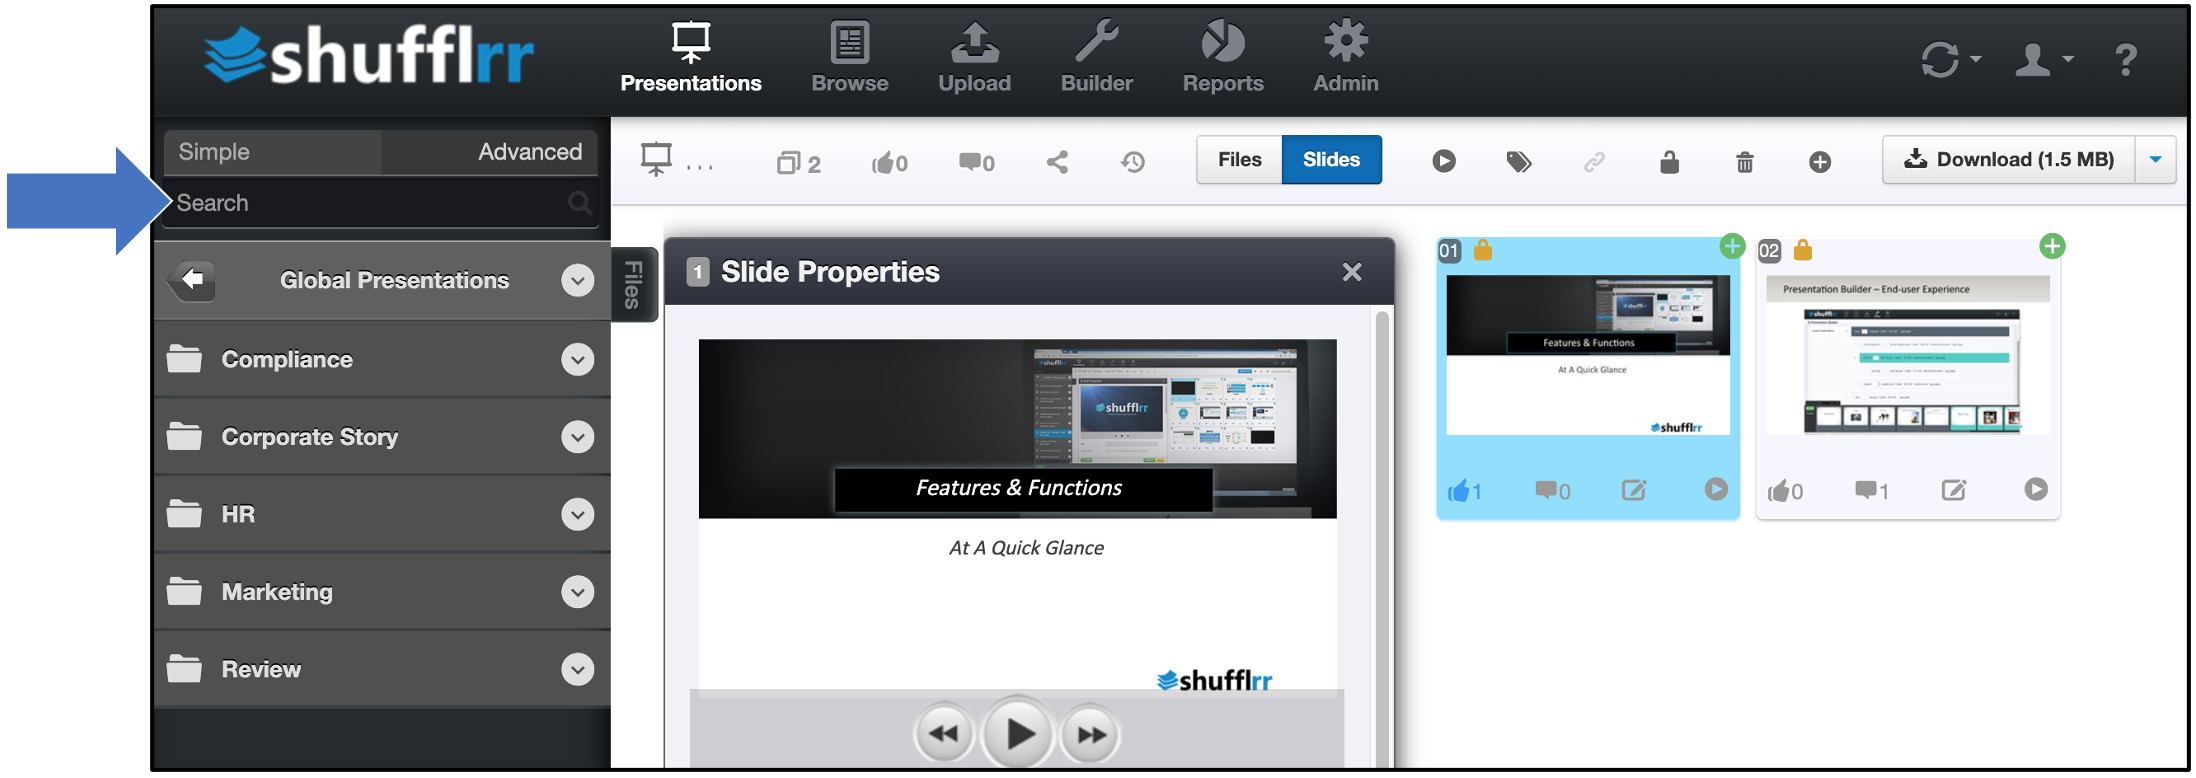 shufflrr
Presentations
Browse
Upload
Builder
Reports
Admin
?
Simple
Advanced
Search
... 2 0 0
Files
Slides
Download (1.5 MB)
Global Presentations
Compliance
Corporate Story
HR
Marketing
Review
Files
1 Slide Properties
shufflrr
Features & Functions
At A Quick Glance
shufflrr
01
Features & Functions
At A Quick Glance
shufflrr
1 0
02
Presentation Builder – End-user Experience
shufflrr
0 1